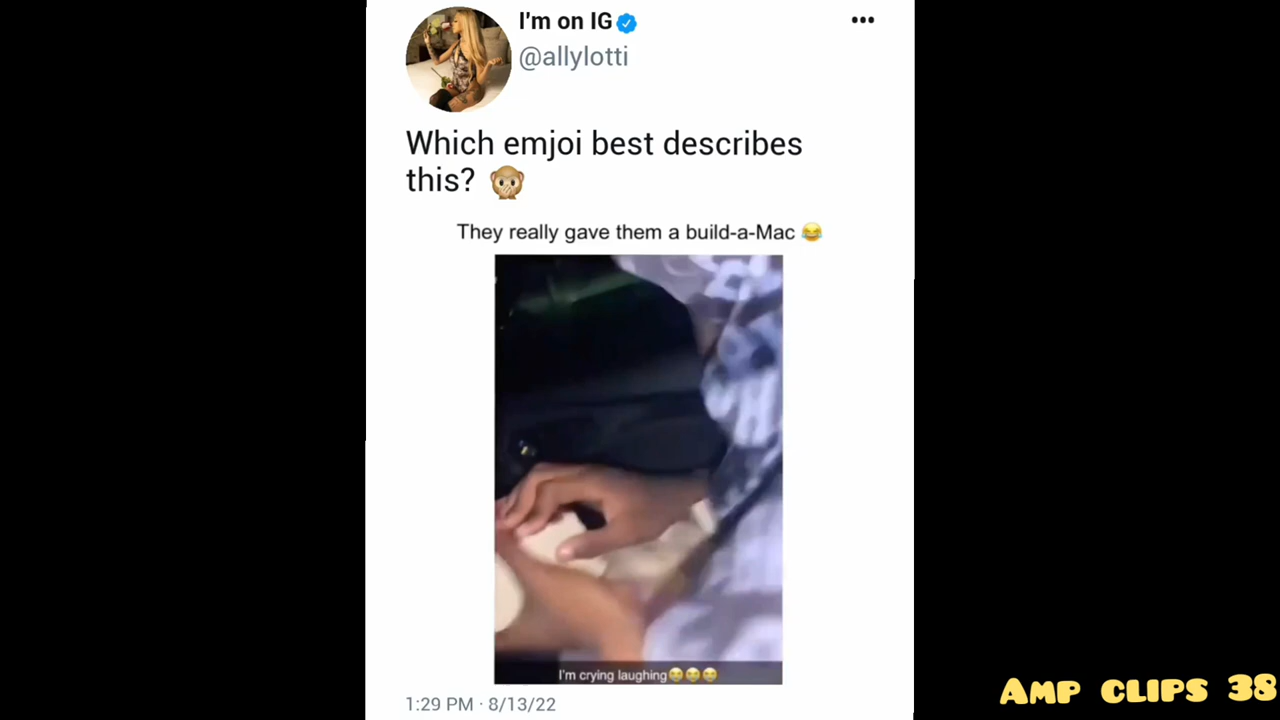 I'm on IG
@allylotti
Which emjoi best describes
this? 🙊
They really gave them a build-a-Mac 😂
I'm crying laughing😭😭😭
1:29 PM · 8/13/22
AMP CLIPS 38